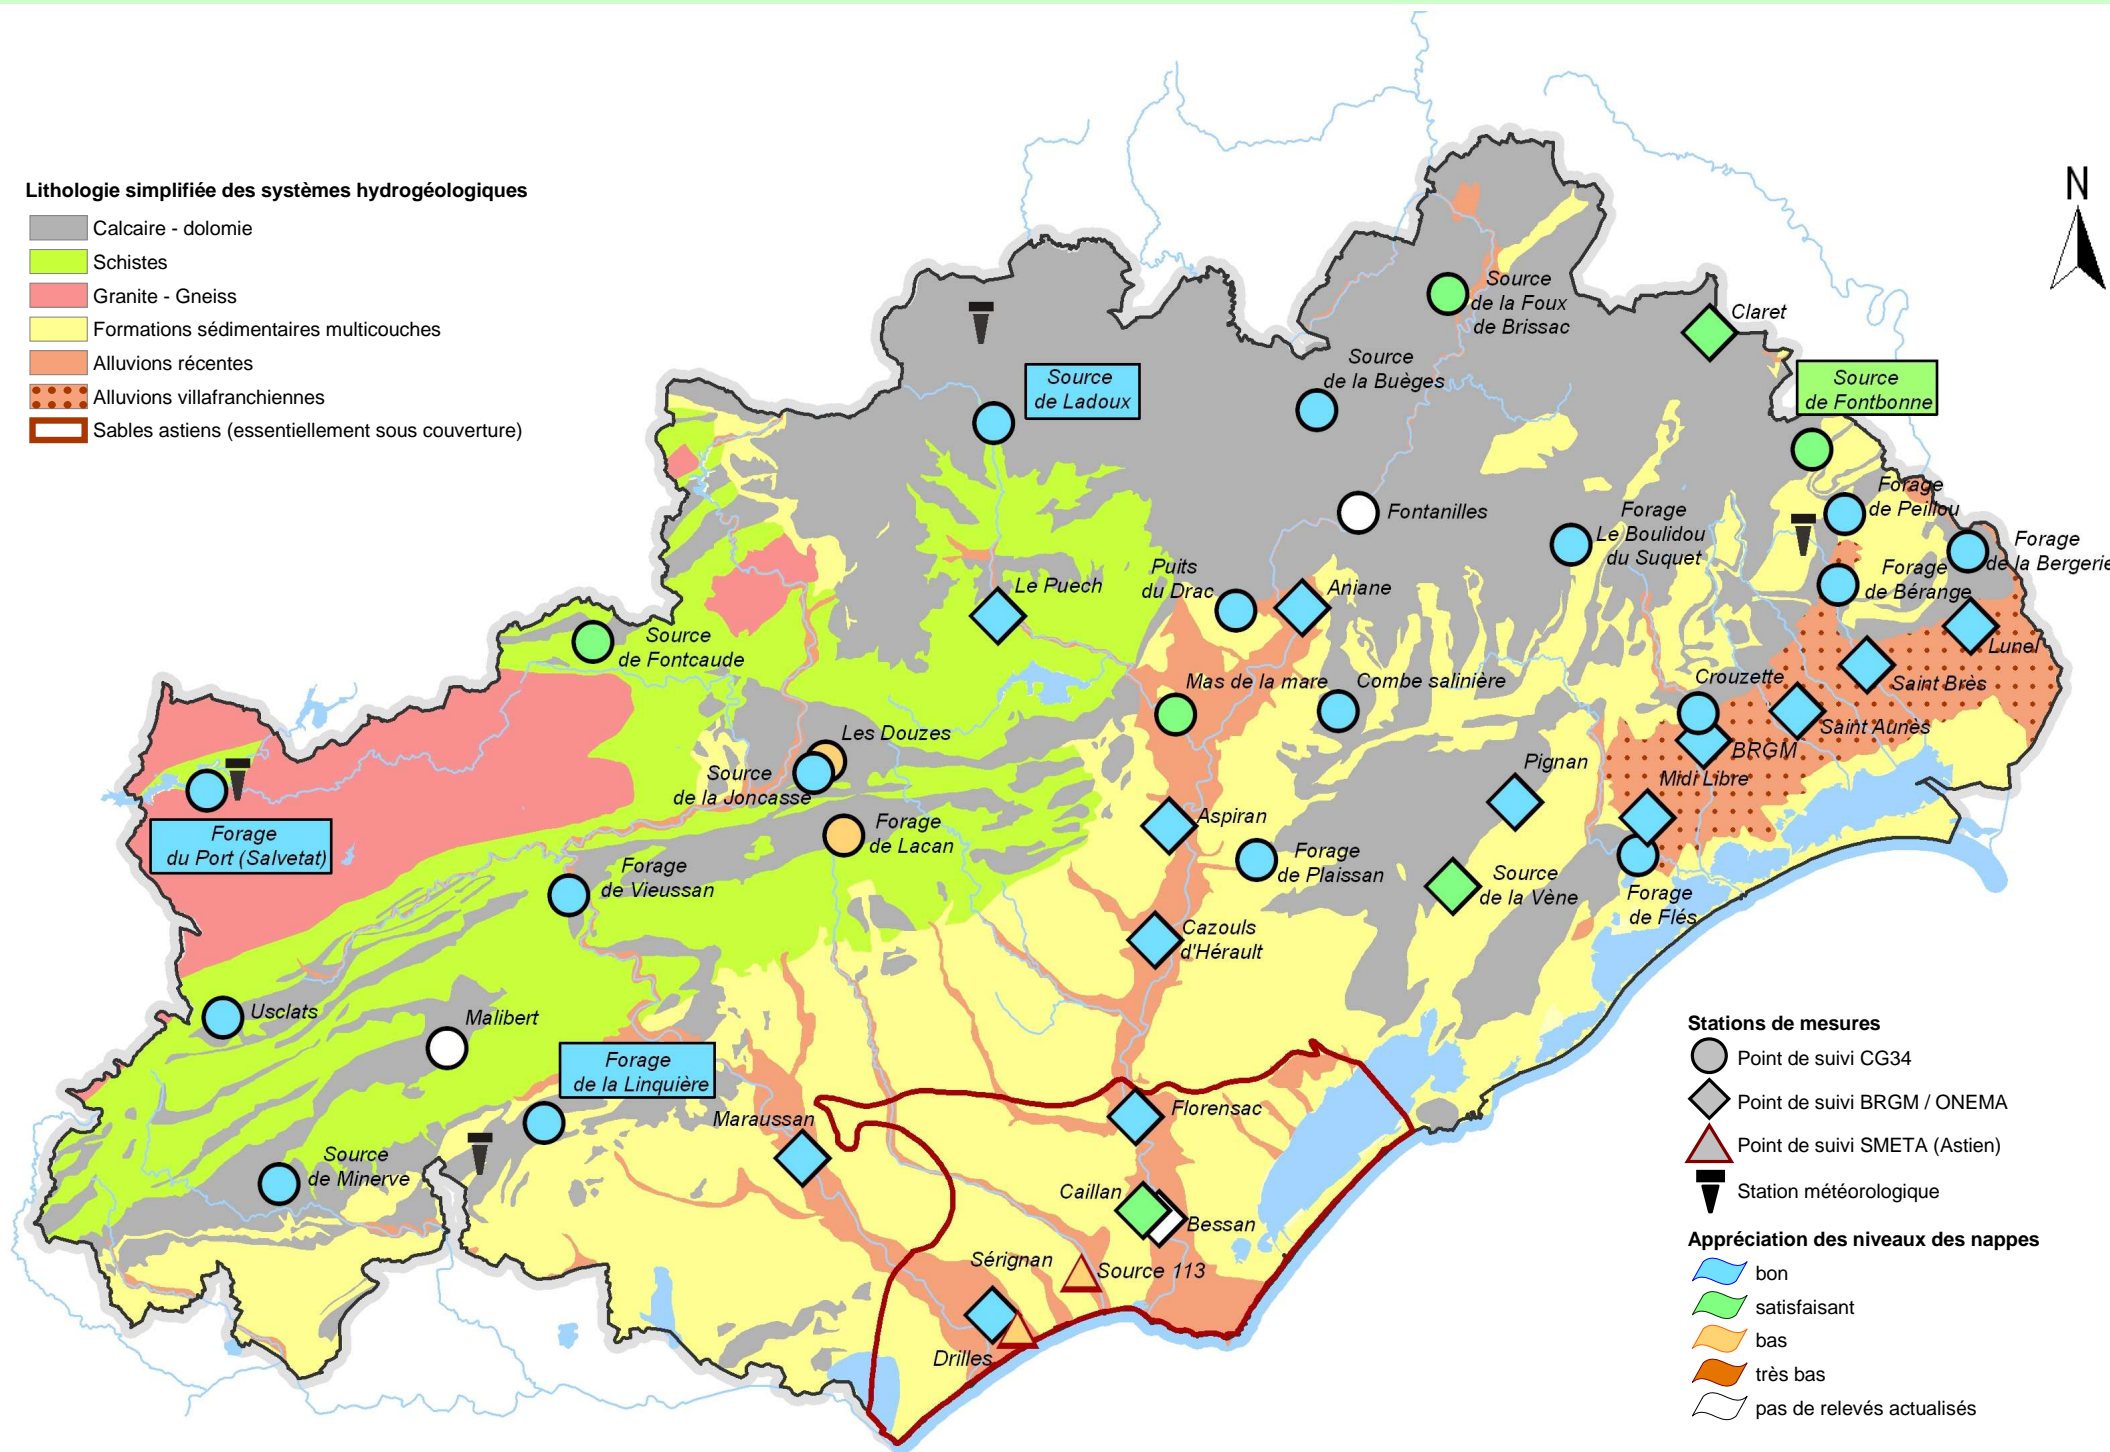 N
Lithologie simplifiée des systèmes hydrogéologiques
Calcaire - dolomie
Schistes
Granite - Gneiss
Formations sédimentaires multicouches
Alluvions récentes
Alluvions villafranchiennes
Sables astiens (essentiellement sous couverture)
Source
de la Foux
de Brissac
Claret
Source
de la Buèges
Source
de Ladoux
Source
de Fontbonne
Fontanilles
Forage
Le Boulidou
du Suquet
Forage
de Peillou
Forage
de la Bergerie
Forage
de Bérange
Puits
du Drac
Aniane
Le Puech
Source
de Fontcaude
Lunel
Saint Brès
Mas de la mare
Combe salinière
Crouzette
Saint Aunès
BRGM
Les Douzes
Source
de la Joncasse
Pignan
Midi Libre
Forage
du Port (Salvetat)
Forage
de Lacan
Aspiran
Forage
de Plaissan
Forage
de Vieussan
Source
de la Vène
Forage
de Flés
Cazouls
d'Hérault
Usclats
Malibert
Forage
de la Linquière
Maraussan
Florensac
Source
de Minerve
Caillan
Bessan
Sérignan
Source 113
Drilles
Stations de mesures
Point de suivi CG34
Point de suivi BRGM / ONEMA
Point de suivi SMETA (Astien)
Station météorologique
Appréciation des niveaux des nappes
bon
satisfaisant
bas
très bas
pas de relevés actualisés